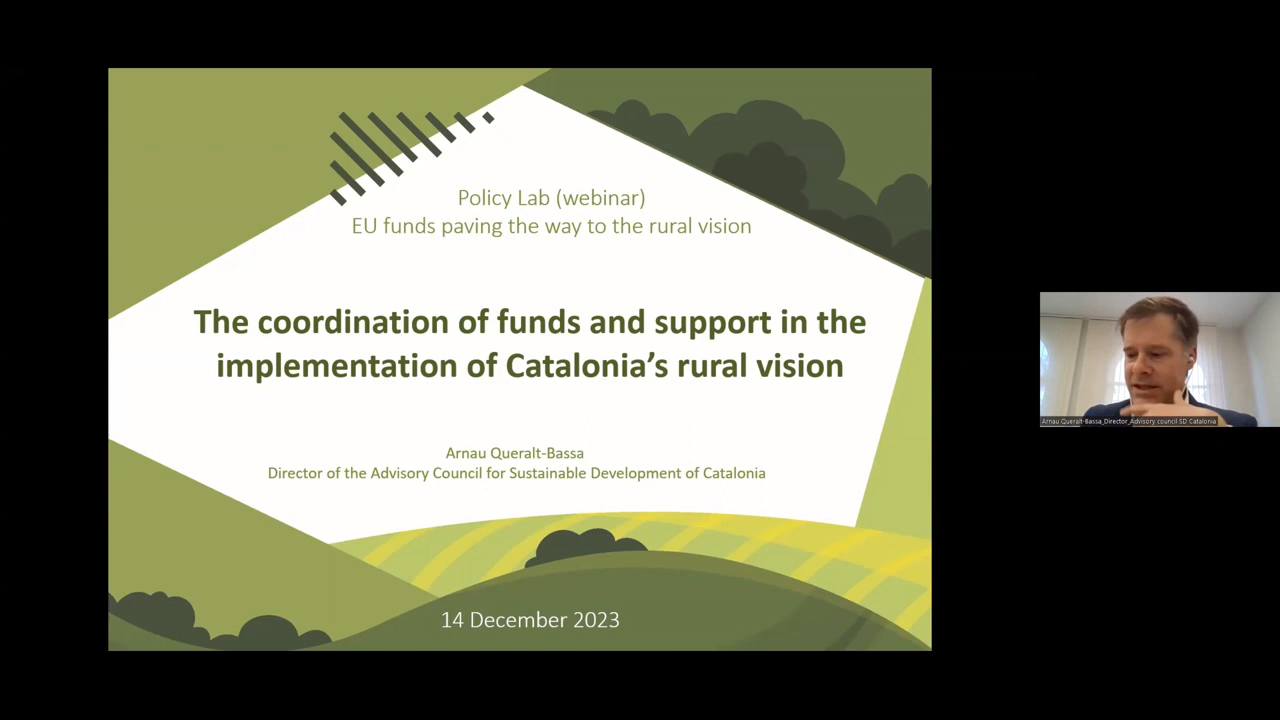 Policy Lab (webinar)
EU funds paving the way to the rural vision
The coordination of funds and support in the
implementation of Catalonia’s rural vision
Arnau Queralt-Bassa
Director of the Advisory Council for Sustainable Development of Catalonia
14 December 2023
Arnau Queralt-Bassa_Director_Advisory council SD Catalonia